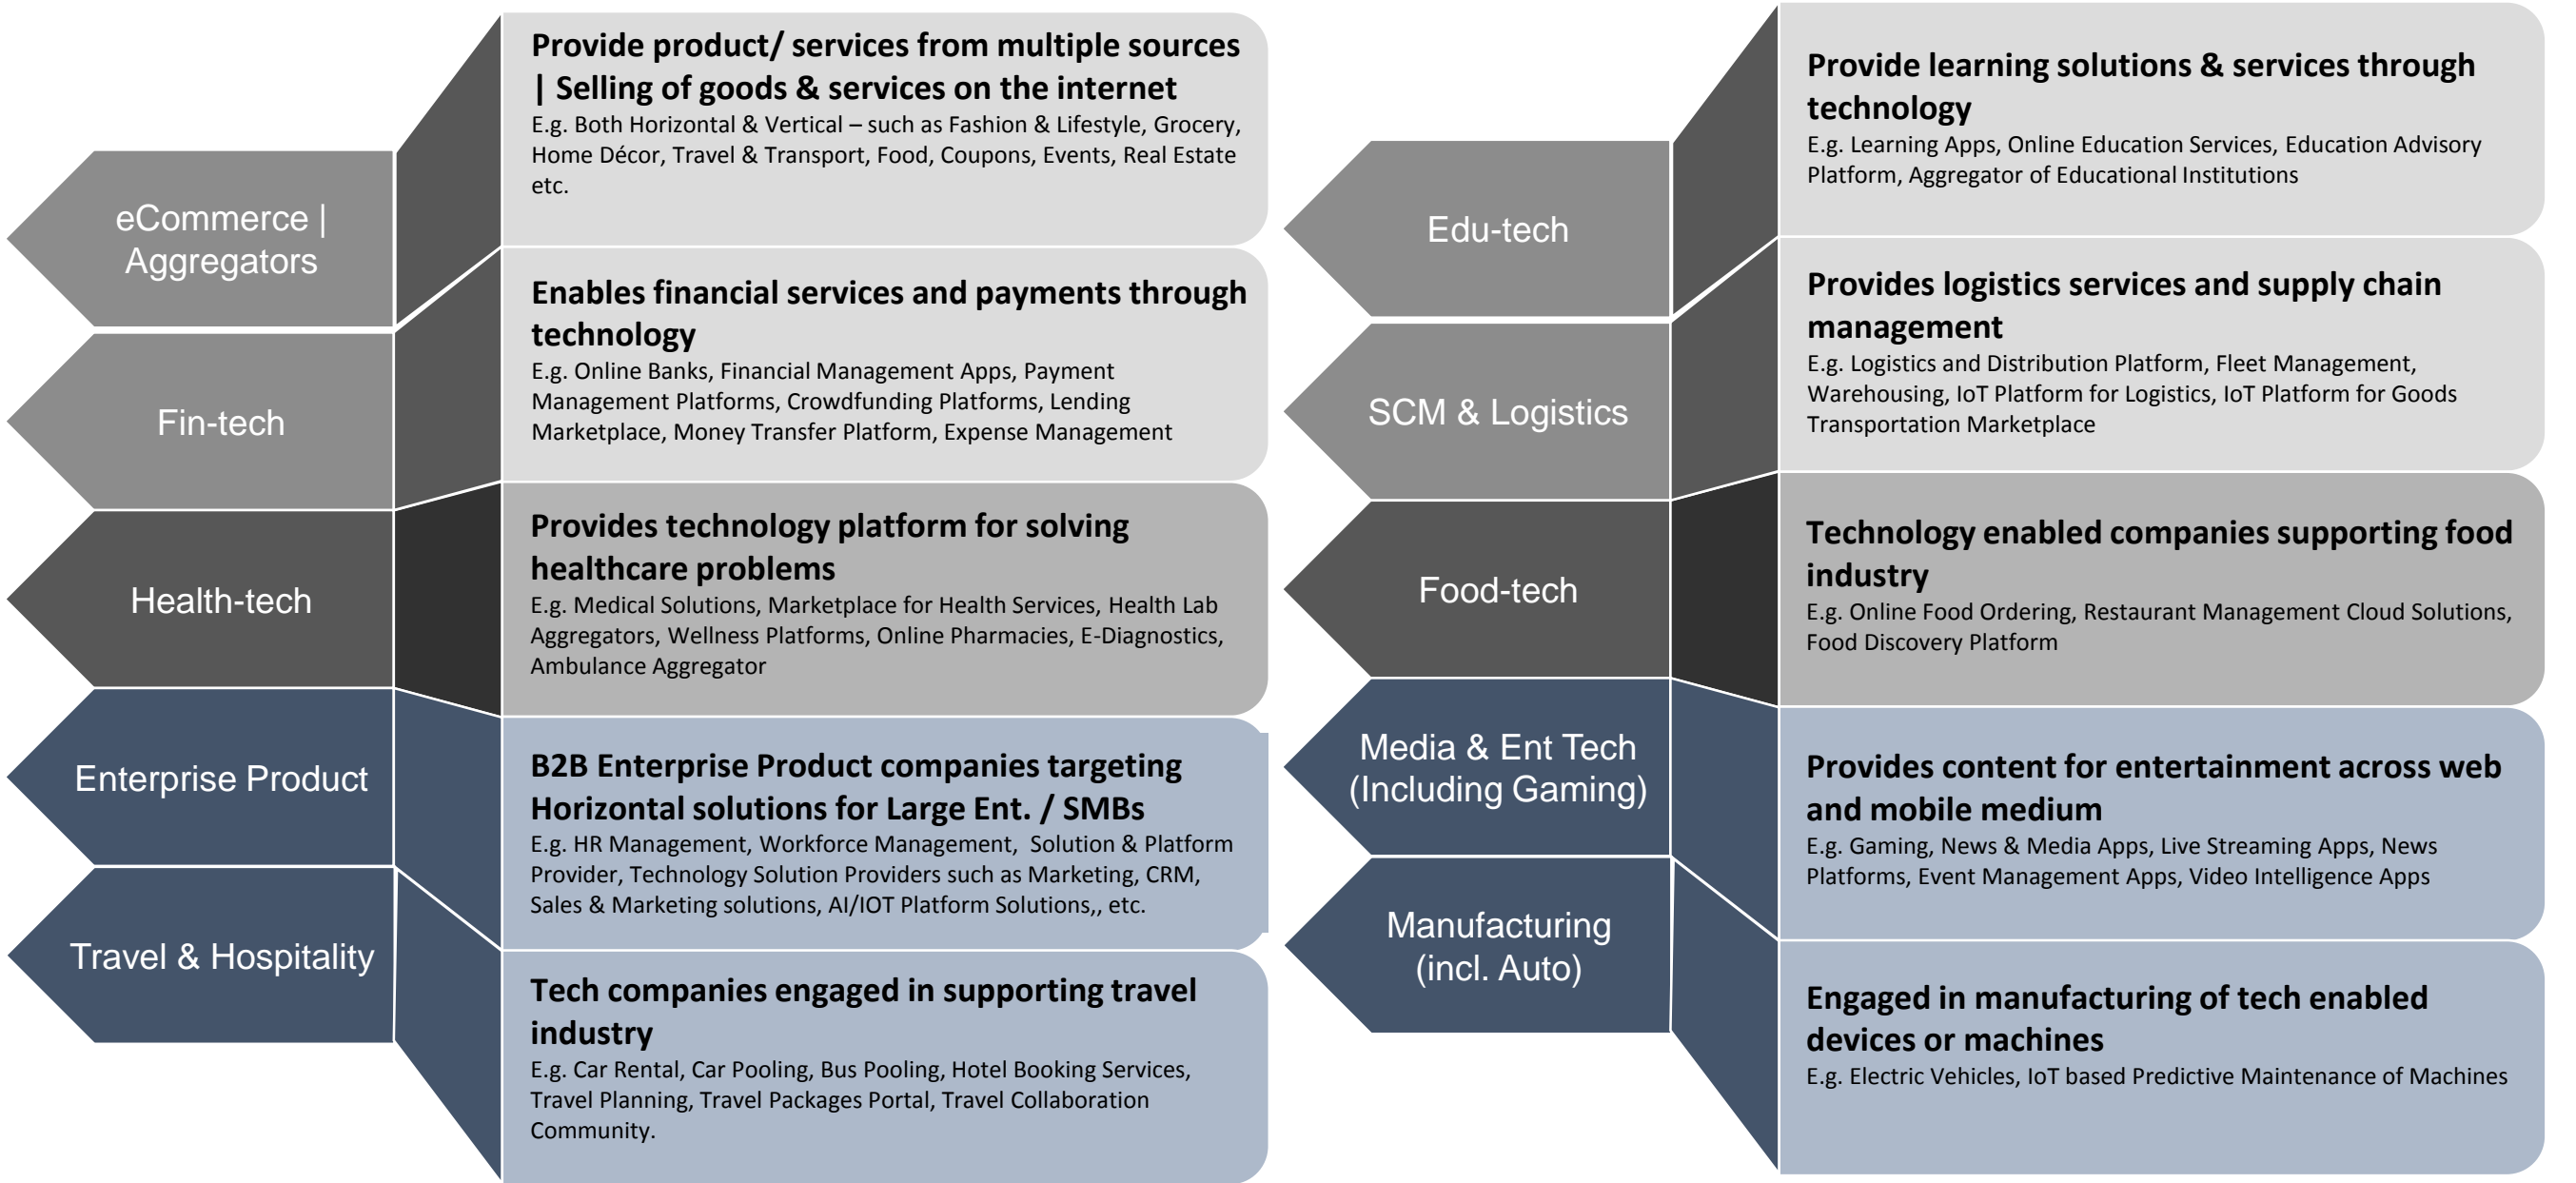 eCommerce |
Aggregators
Provide product/ services from multiple sources
| Selling of goods & services on the internet
E.g. Both Horizontal & Vertical – such as Fashion & Lifestyle, Grocery,
Home Décor, Travel & Transport, Food, Coupons, Events, Real Estate
etc.
Fin-tech
Enables financial services and payments through
technology
E.g. Online Banks, Financial Management Apps, Payment
Management Platforms, Crowdfunding Platforms, Lending
Marketplace, Money Transfer Platform, Expense Management
Health-tech
Provides technology platform for solving
healthcare problems
E.g. Medical Solutions, Marketplace for Health Services, Health Lab
Aggregators, Wellness Platforms, Online Pharmacies, E-Diagnostics,
Ambulance Aggregator
Enterprise Product
B2B Enterprise Product companies targeting
Horizontal solutions for Large Ent. / SMBs
E.g. HR Management, Workforce Management,  Solution & Platform
Provider, Technology Solution Providers such as Marketing, CRM,
Sales & Marketing solutions, AI/IOT Platform Solutions,, etc.
Travel & Hospitality
Tech companies engaged in supporting travel
industry
E.g. Car Rental, Car Pooling, Bus Pooling, Hotel Booking Services,
Travel Planning, Travel Packages Portal, Travel Collaboration
Community.
Edu-tech
Provide learning solutions & services through
technology
E.g. Learning Apps, Online Education Services, Education Advisory
Platform, Aggregator of Educational Institutions
SCM & Logistics
Provides logistics services and supply chain
management
E.g. Logistics and Distribution Platform, Fleet Management,
Warehousing, IoT Platform for Logistics, IoT Platform for Goods
Transportation Marketplace
Food-tech
Technology enabled companies supporting food
industry
E.g. Online Food Ordering, Restaurant Management Cloud Solutions,
Food Discovery Platform
Media & Ent Tech
(Including Gaming)
Provides content for entertainment across web
and mobile medium
E.g. Gaming, News & Media Apps, Live Streaming Apps, News
Platforms, Event Management Apps, Video Intelligence Apps
Manufacturing
(incl. Auto)
Engaged in manufacturing of tech enabled
devices or machines
E.g. Electric Vehicles, IoT based Predictive Maintenance of Machines